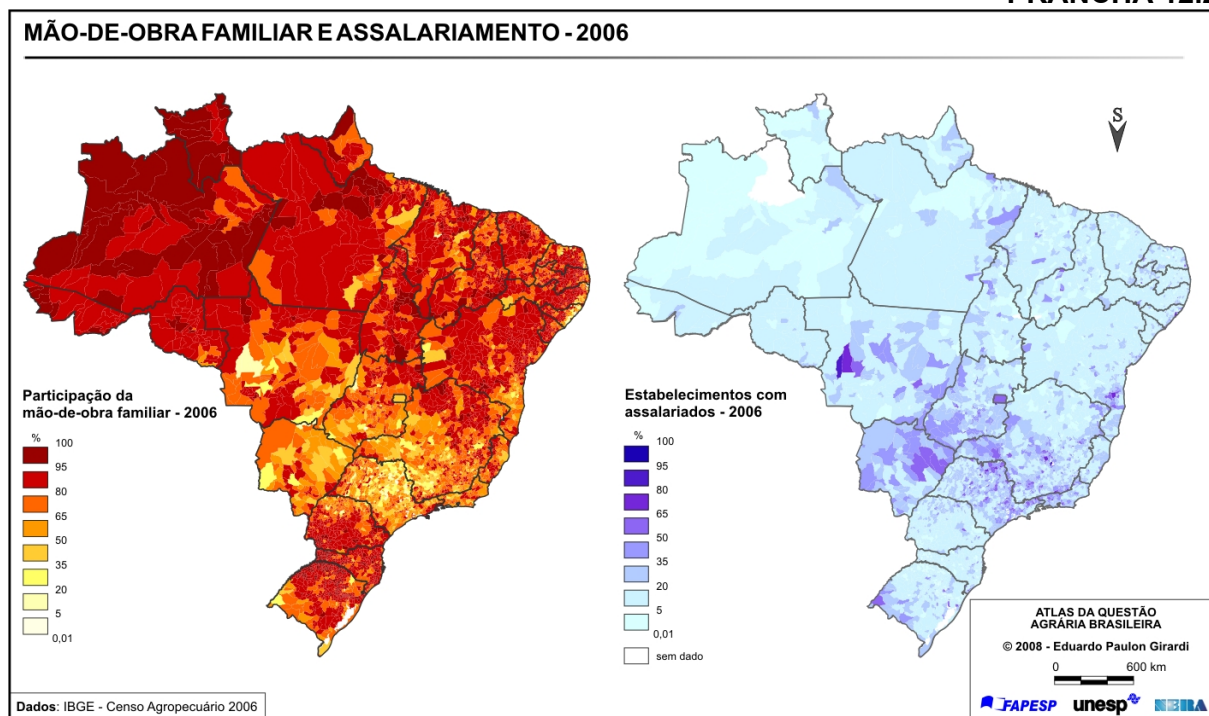 MÃO-DE-OBRA FAMILIAR E ASSALARIAMENTO - 2006
S
Participação da
mão-de-obra familiar - 2006
%
100
95
80
65
50
35
20
5
0,01
Estabelecimentos com
assalariados - 2006
%
100
95
80
65
50
35
20
5
0,01
sem dado
ATLAS DA QUESTÃO
AGRÁRIA BRASILEIRA
© 2008 - Eduardo Paulon Girardi
0 600 km
FAPESP unesp NERA
Dados: IBGE - Censo Agropecuário 2006